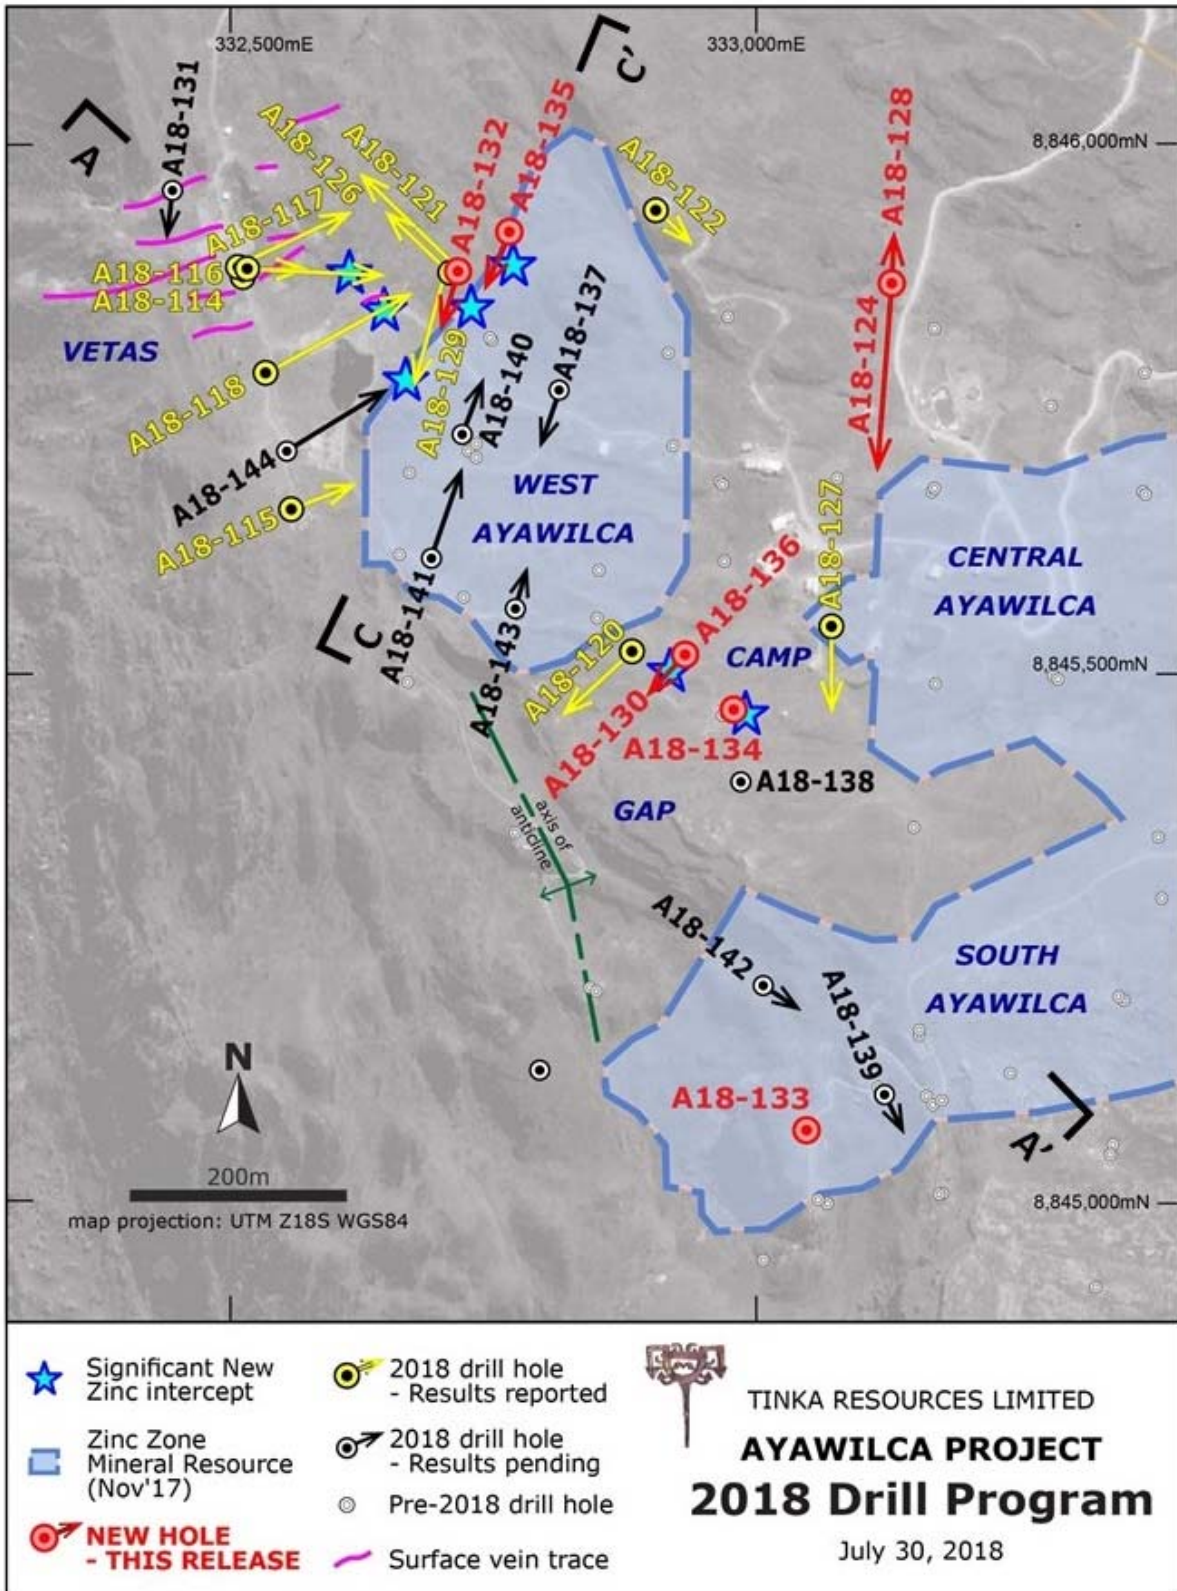 332,500mE
333,000mE
C'
A
A18-131
A18-135
A18-132
A18-128
8,846,000mN
A18-126
A18-121
A18-122
A18-117
A18-116
A18-114
VETAS
A18-137
A18-140
A18-129
A18-124
A18-118
A18-144
A18-115
WEST
AYAWILCA
A18-127
CENTRAL
AYAWILCA
A18-136
A18-141
C
A18-143
A18-120
CAMP
8,845,500mN
A18-130
A18-134
A18-138
GAP
axis of
anticline
A18-142
A18-139
SOUTH
AYAWILCA
N
A18-133
A'
200m
map projection: UTM Z18S WGS84
8,845,000mN
Significant New
Zinc intercept
Zinc Zone
Mineral Resource
(Nov'17)
NEW HOLE
- THIS RELEASE
2018 drill hole
- Results reported
2018 drill hole
- Results pending
Pre-2018 drill hole
Surface vein trace
TINKA RESOURCES LIMITED
AYAWILCA PROJECT
2018 Drill Program
July 30, 2018